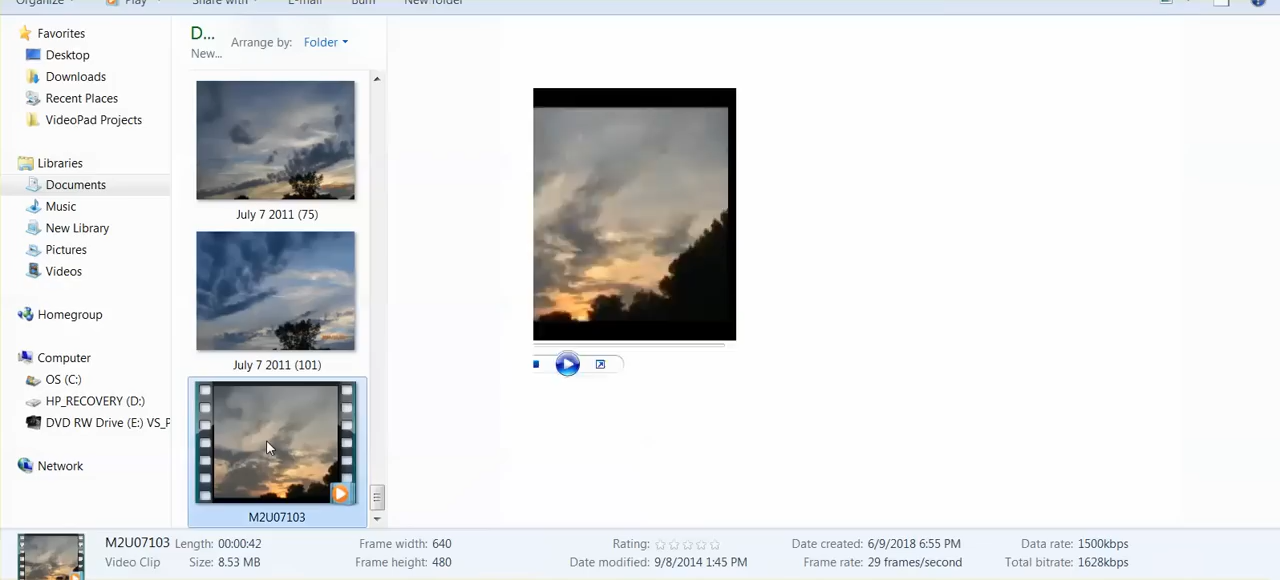 Organize Play Share with E-mail Burn New folder
Favorites
Desktop
Downloads
Recent Places
VideoPad Projects
Libraries
Documents
Music
New Library
Pictures
Videos
Homegroup
Computer
OS (C:)
HP_RECOVERY (D:)
DVD RW Drive (E:) VS_P
Network
D...
New...
Arrange by: Folder
July 7 2011 (75)
July 7 2011 (101)
M2U07103
M2U07103
Video Clip
Length: 00:00:42
Size: 8.53 MB
Frame width: 640
Frame height: 480
Rating:
Date modified: 9/8/2014 1:45 PM
Date created: 6/9/2018 6:55 PM
Frame rate: 29 frames/second
Data rate: 1500kbps
Total bitrate: 1628kbps